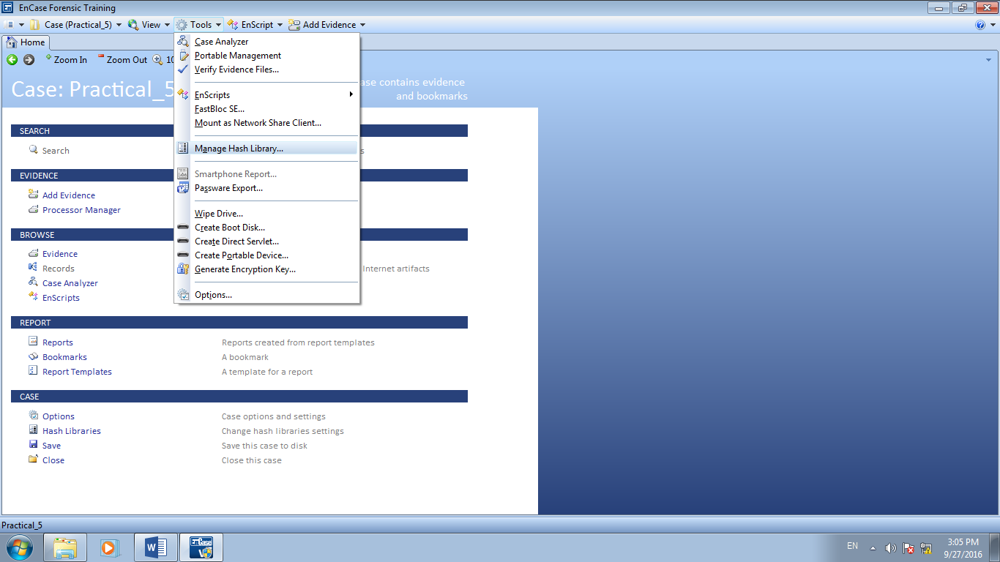 EnCase Forensic Training
Case (Practical_5) View Tools EnScript Add Evidence
Home
Zoom In Zoom Out 10
Case: Practical_5
ase contains evidence
and bookmarks
Case Analyzer
Portable Management
Verify Evidence Files...
EnScripts
FastBloc SE...
Mount as Network Share Client...
Manage Hash Library...
Smartphone Report...
Passware Export...
Wipe Drive...
Create Boot Disk...
Create Direct Servlet...
Create Portable Device...
Generate Encryption Key...
Options...
SEARCH
Search s
EVIDENCE
Add Evidence
Processor Manager
BROWSE
Evidence
Records Internet artifacts
Case Analyzer
EnScripts
REPORT
Reports Reports created from report templates
Bookmarks A bookmark
Report Templates A template for a report
CASE
Options Case options and settings
Hash Libraries Change hash libraries settings
Save Save this case to disk
Close Close this case
Practical_5
EN
3:05 PM
9/27/2016